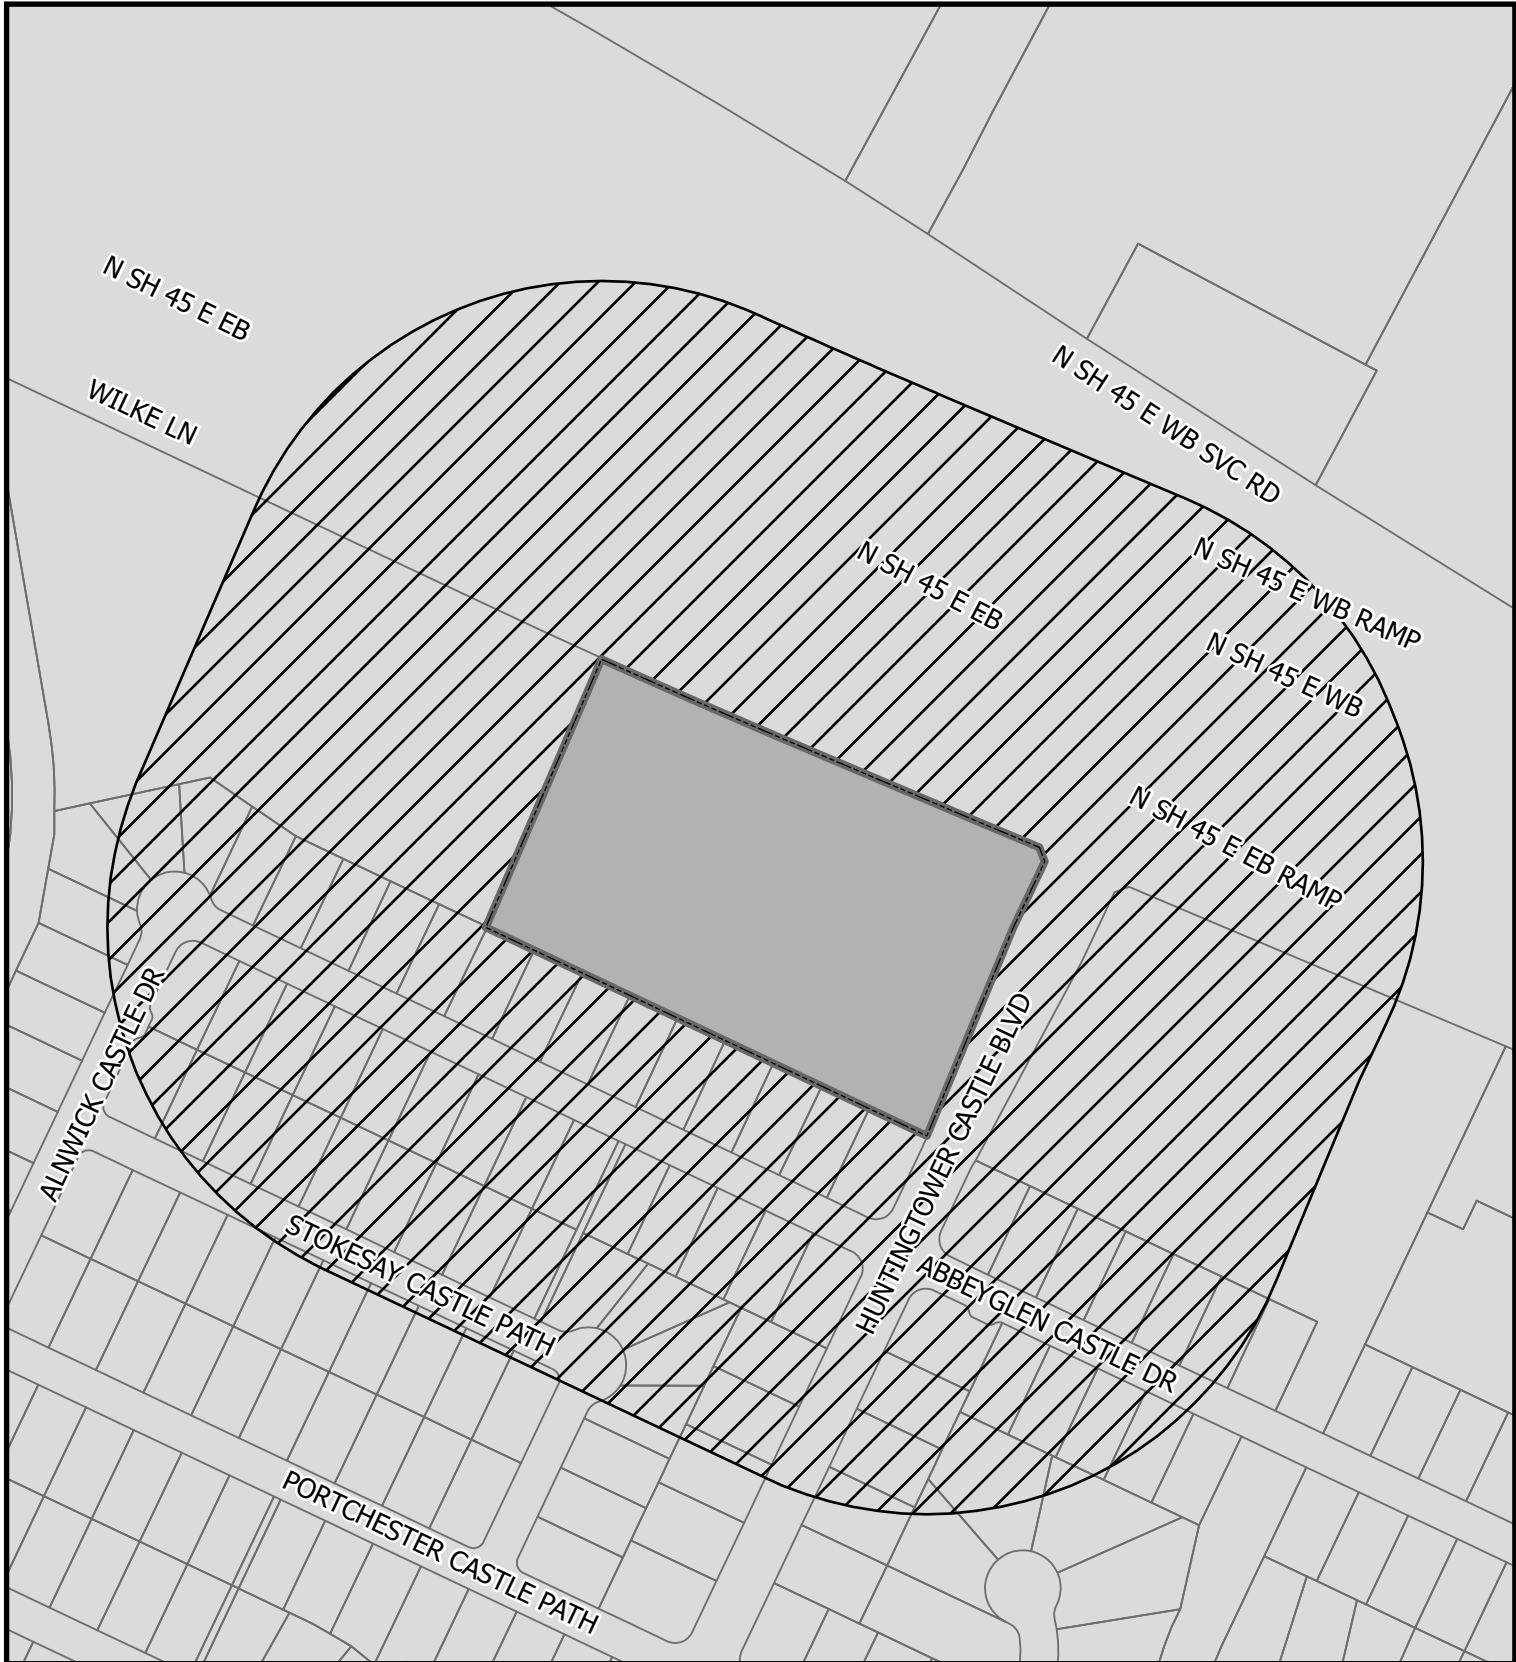 N SH 45 E EB
N SH 45 E WB SVC RD
WILKE LN
N SH 45 E EB
N SH 45 E WB RAMP
N SH 45 E WB
N SH 45 E EB RAMP
ALNWICK CASTLE DR
HUNTINGTOWER CASTLE BLVD
STOKESAY CASTLE PATH
ABBEYGLEN CASTLE DR
PORTCHESTER CASTLE PATH